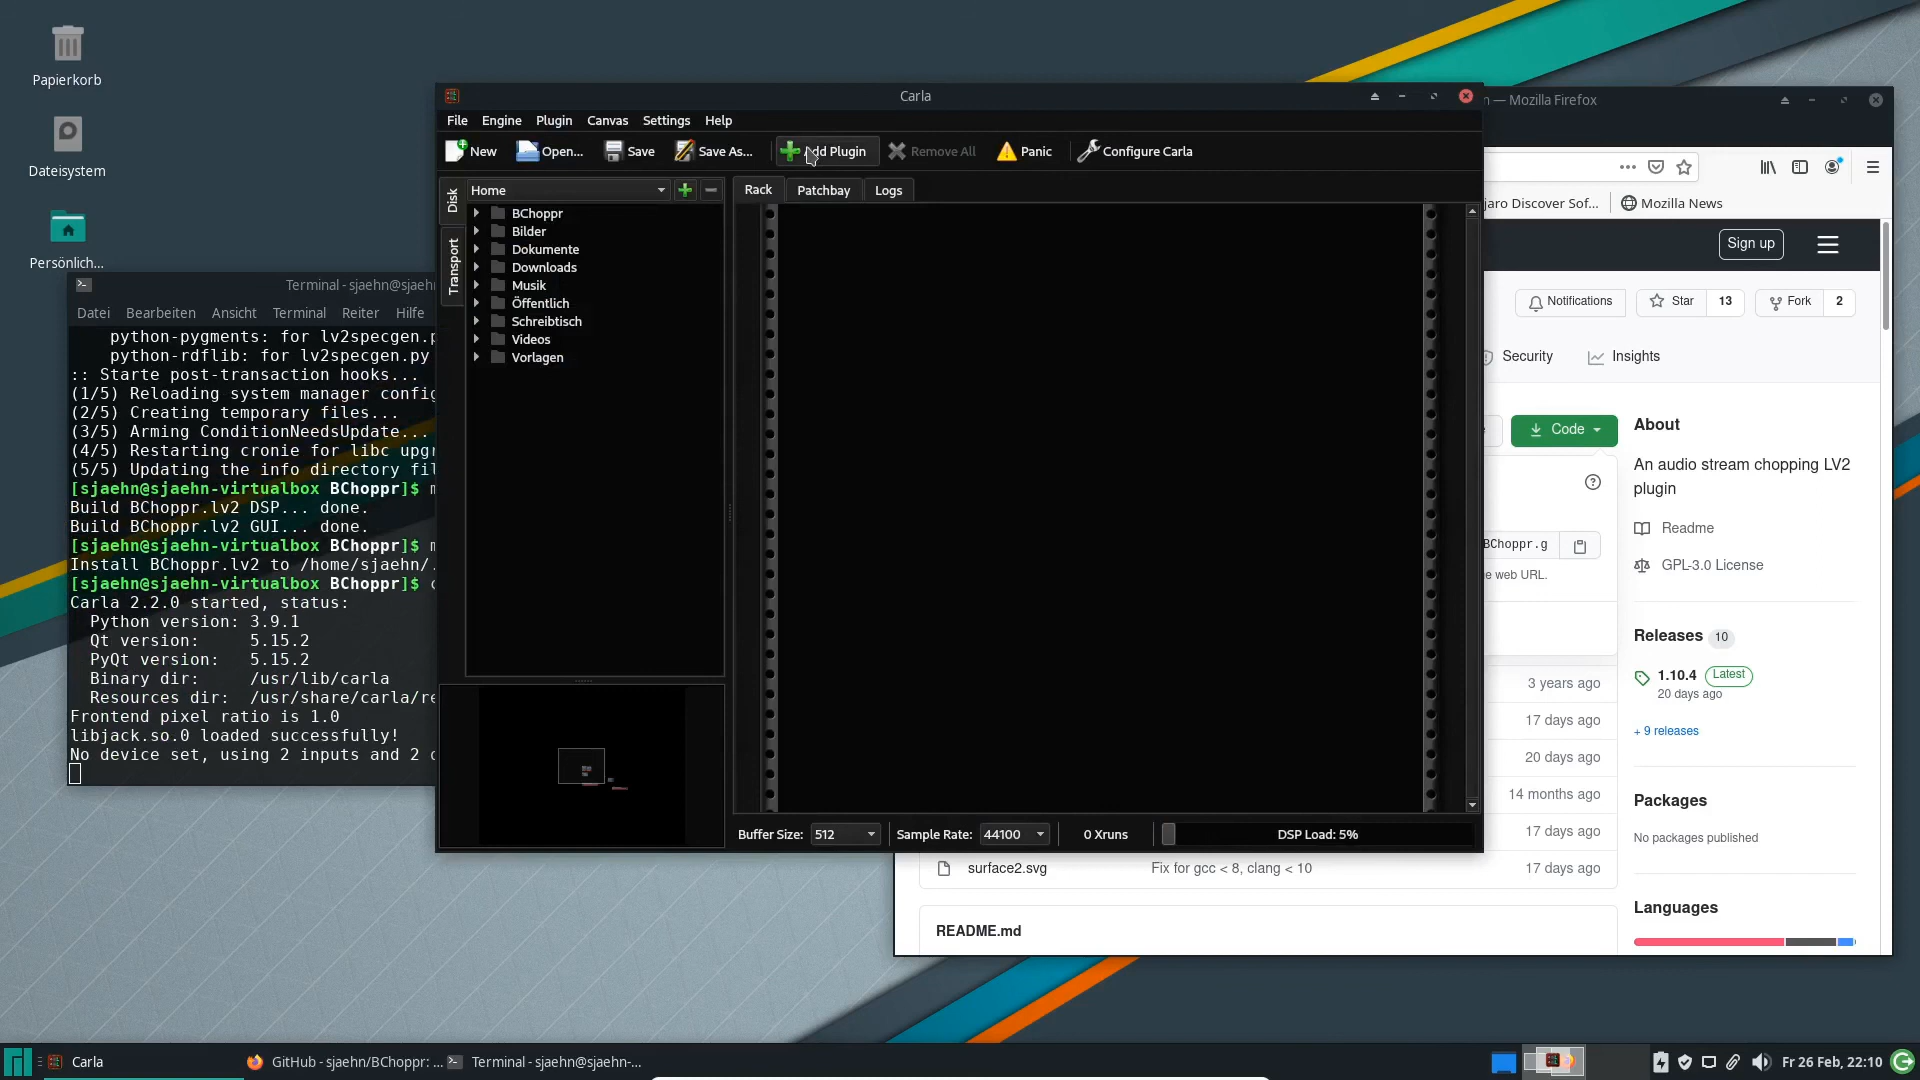 Papierkorb
Dateisystem
Persönlich...
Terminal - sjaehn@sjaehn
Datei Bearbeiten Ansicht Terminal Reiter Hilfe
python-pygments: for lv2specgen.p
python-rdflib: for lv2specgen.py
:: Starte post-transaction hooks...
(1/5) Reloading system manager config
(2/5) Creating temporary files...
(3/5) Arming ConditionNeedsUpdate...
(4/5) Restarting cronie for libc upgr
(5/5) Updating the info directory fil
[sjaehn@sjaehn-virtualbox BChoppr]$ m
Build BChoppr.lv2 DSP... done.
Build BChoppr.lv2 GUI... done.
[sjaehn@sjaehn-virtualbox BChoppr]$ m
Install BChoppr.lv2 to /home/sjaehn/.
[sjaehn@sjaehn-virtualbox BChoppr]$ c
Carla 2.2.0 started, status:
Python version: 3.9.1
Qt version: 5.15.2
PyQt version: 5.15.2
Binary dir: /usr/lib/carla
Resources dir: /usr/share/carla/re
Frontend pixel ratio is 1.0
libjack.so.0 loaded successfully!
No device set, using 2 inputs and 2 o
Carla
File Engine Plugin Canvas Settings Help
New Open... Save Save As... Add Plugin Remove All Panic Configure Carla
Disk
Transport
Home
BChoppr
Bilder
Dokumente
Downloads
Musik
Öffentlich
Schreibtisch
Videos
Vorlagen
Rack Patchbay Logs
Buffer Size: 512 Sample Rate: 44100 0 Xruns DSP Load: 5%
n — Mozilla Firefox
jaro Discover Sof... Mozilla News
Sign up
Notifications Star 13 Fork 2
Security Insights
Code
BChoppr.g
e web URL.
3 years ago
17 days ago
20 days ago
14 months ago
17 days ago
surface2.svg Fix for gcc < 8, clang < 10 17 days ago
README.md
About
An audio stream chopping LV2
plugin
Readme
GPL-3.0 License
Releases 10
1.10.4 Latest
20 days ago
+ 9 releases
Packages
No packages published
Languages
Carla GitHub - sjaehn/BChoppr: ... Terminal - sjaehn@sjaehn-... Fr 26 Feb, 22:10